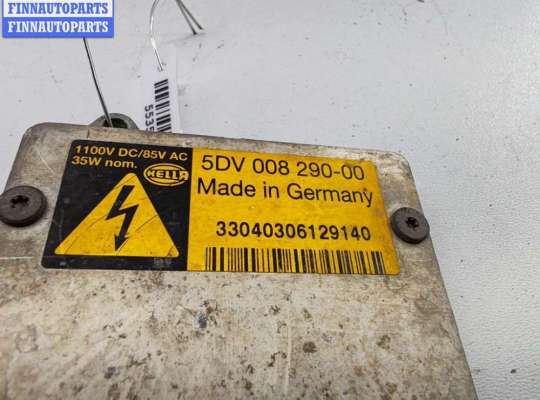 FINNAUTOPARTS
FINNAUTOPARTS
1100V DC/85V AC
35W nom.
HELLA
5DV 008 290-00
Made in Germany
33040306129140